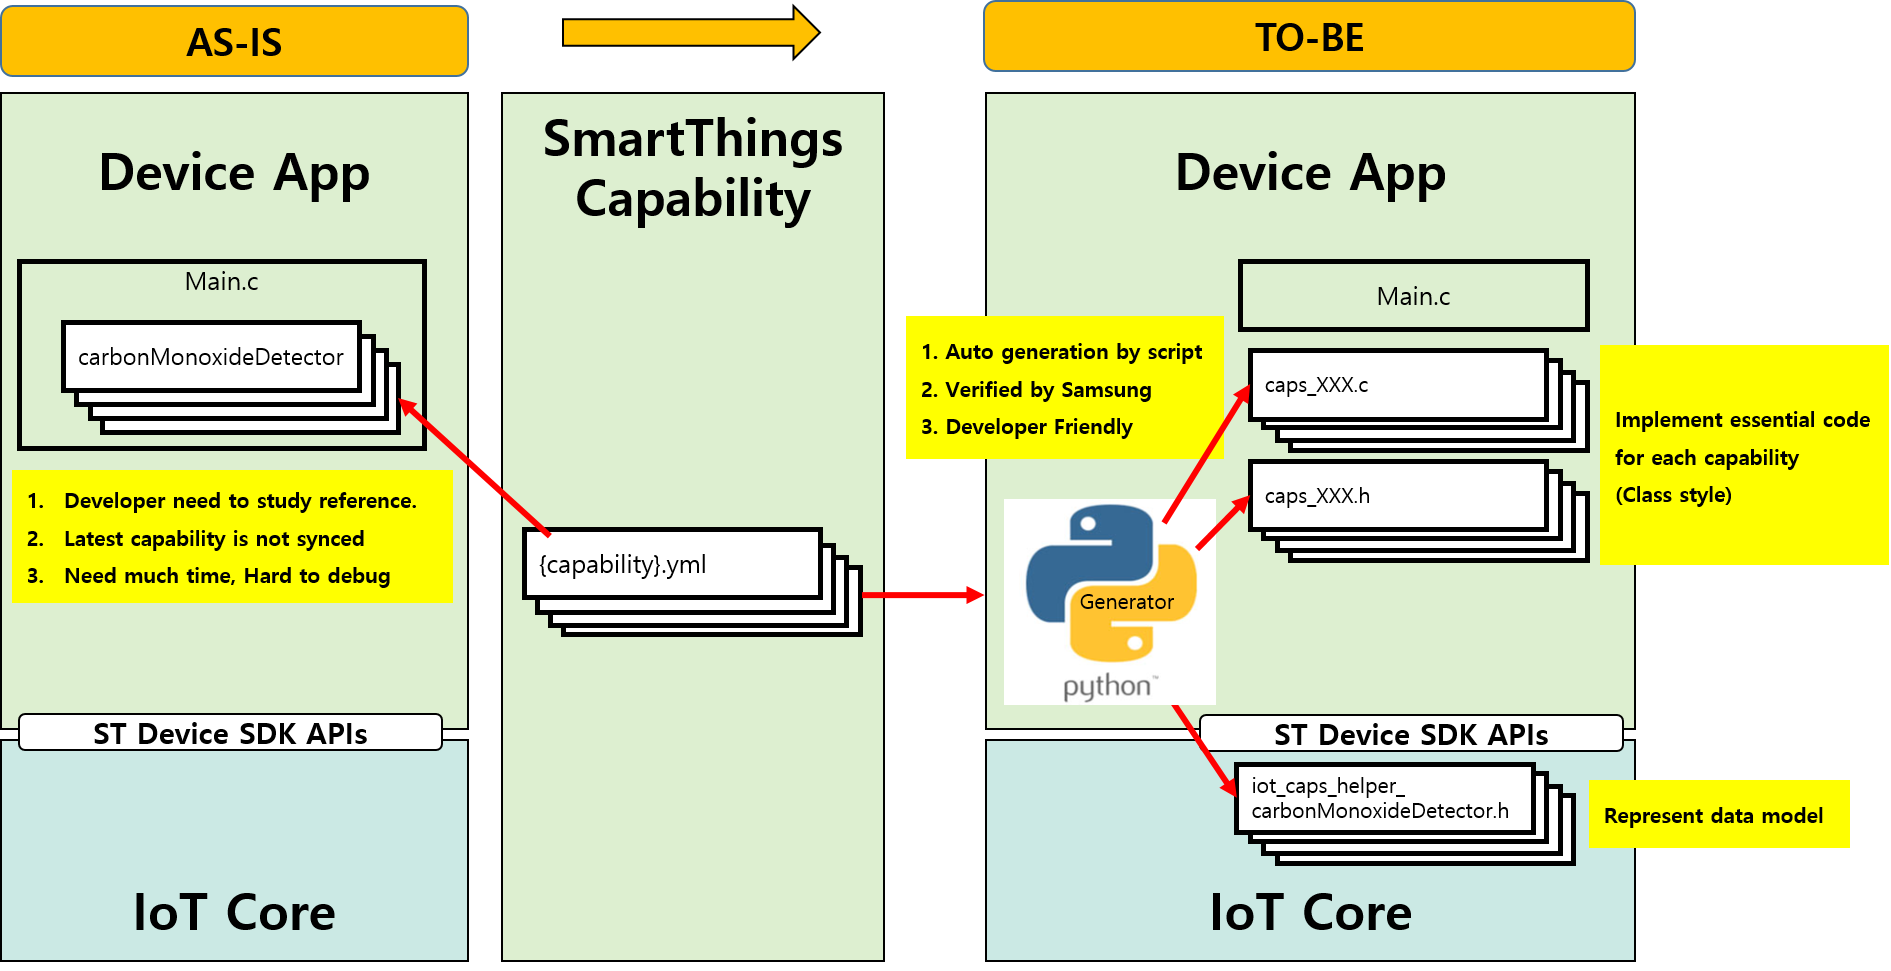 AS-IS
TO-BE
Device App
Main.c
carbonMonoxideDetector
1. Developer need to study reference.
2. Latest capability is not synced
3. Need much time, Hard to debug
ST Device SDK APIs
IoT Core
SmartThings
Capability
{capability}.yml
Device App
Main.c
1. Auto generation by script
2. Verified by Samsung
3. Developer Friendly
caps_XXX.c
caps_XXX.h
Implement essential code
for each capability
(Class style)
Generator
python™
ST Device SDK APIs
iot_caps_helper_
carbonMonoxideDetector.h
Represent data model
IoT Core